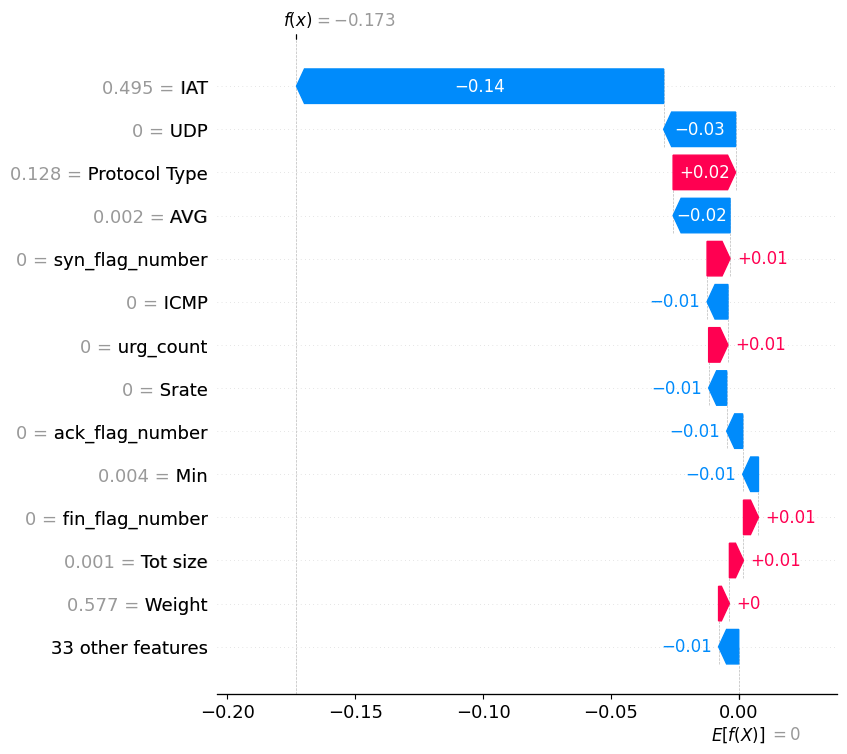 f(x) = −0.173
0.495 = IAT −0.14
0 = UDP −0.03
0.128 = Protocol Type +0.02
0.002 = AVG −0.02
0 = syn_flag_number +0.01
0 = ICMP −0.01
0 = urg_count +0.01
0 = Srate −0.01
0 = ack_flag_number −0.01
0.004 = Min −0.01
0 = fin_flag_number +0.01
0.001 = Tot size +0.01
0.577 = Weight +0
33 other features −0.01
−0.20 −0.15 −0.10 −0.05 0.00
E[f(X)] = 0